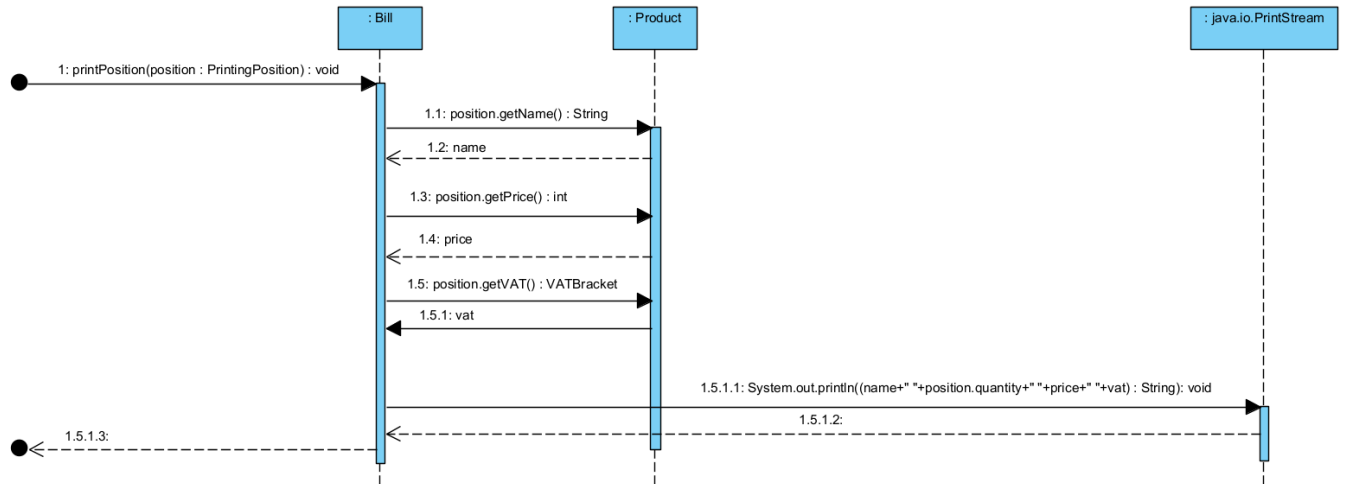 : Bill
: Product
: java.io.PrintStream
1: printPosition(position : PrintingPosition) : void
1.1: position.getName() : String
1.2: name
1.3: position.getPrice() : int
1.4: price
1.5: position.getVAT() : VATBracket
1.5.1: vat
1.5.1.1: System.out.println((name+" "+position.quantity+" "+price+" "+vat) : String): void
1.5.1.2:
1.5.1.3: